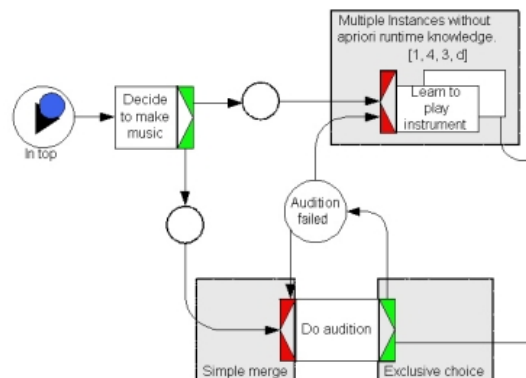 Multiple Instances without
apriori runtime knowledge.
[1, 4, 3, d]
Decide
to make
music
Learn to
play
instrument
In top
Audition
failed
Do audition
Simple merge
Exclusive choice